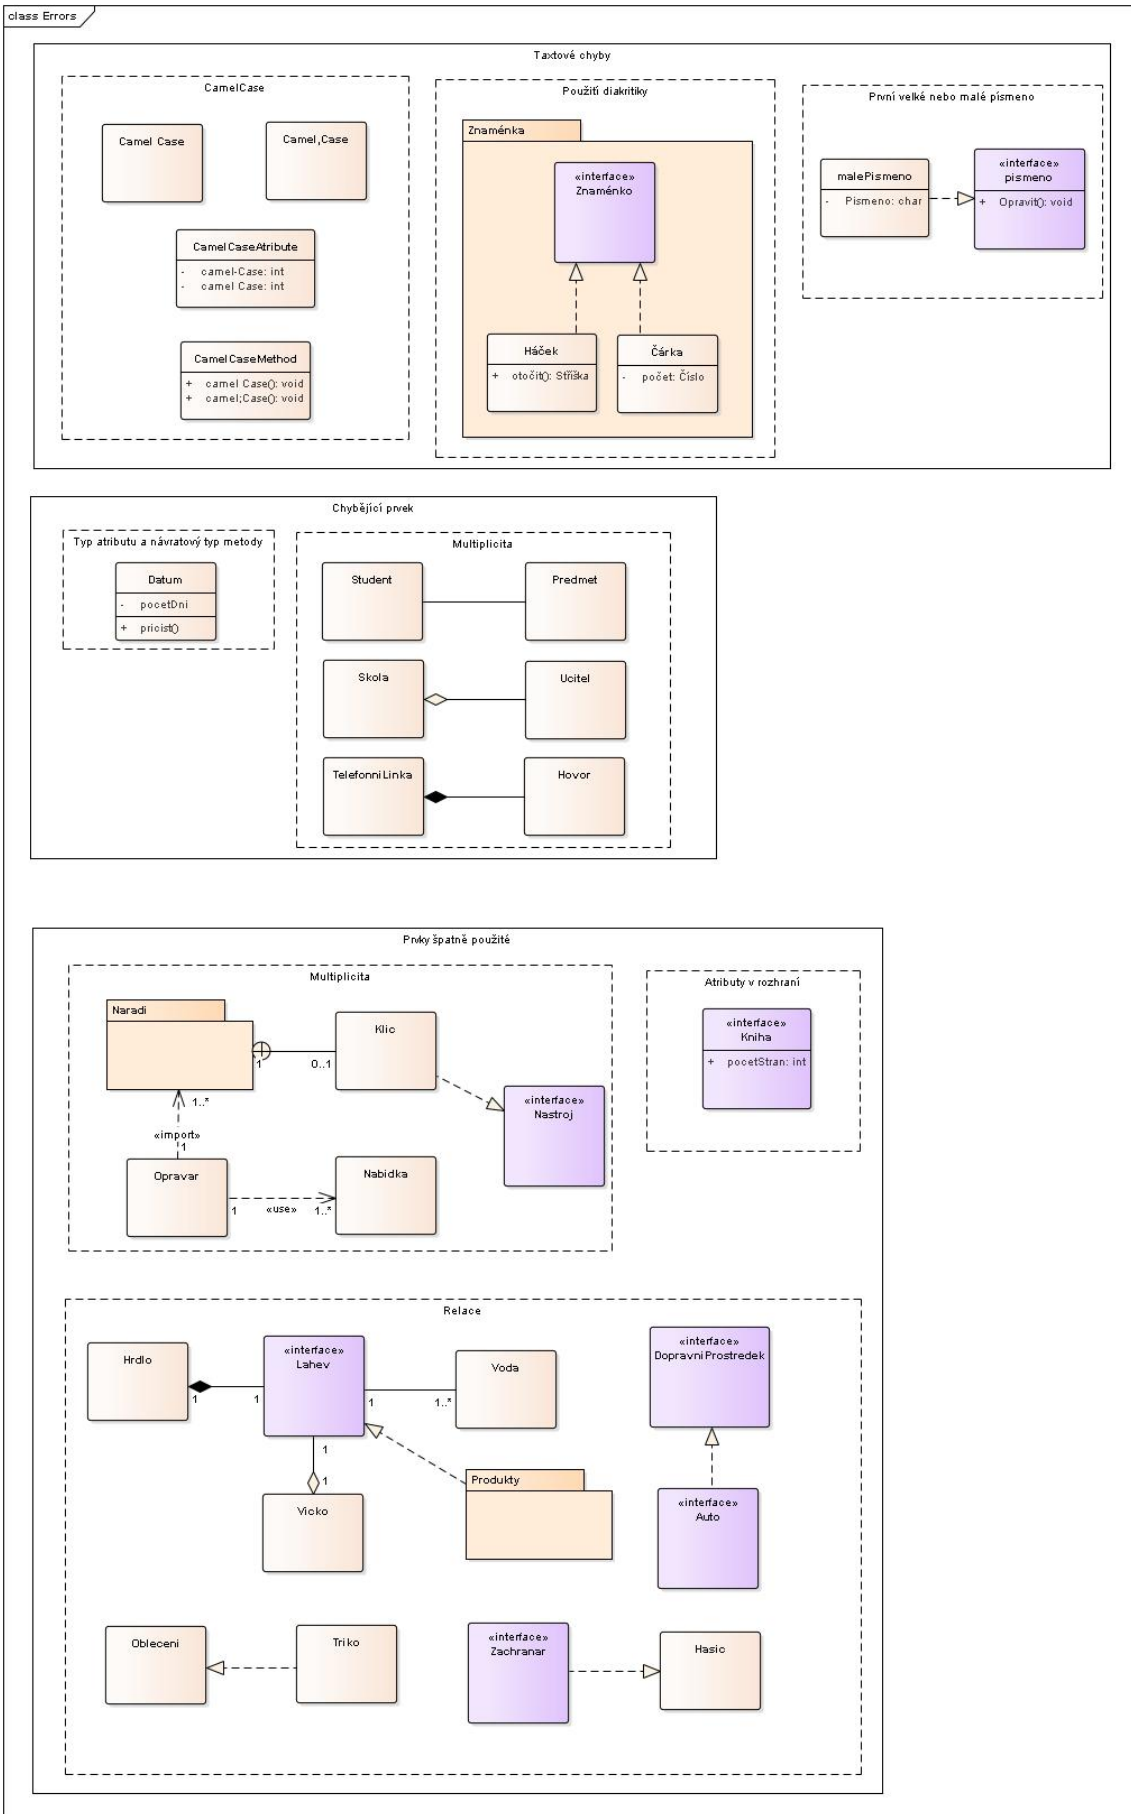 class Errors
Taxtové chyby
CamelCase
Camel Case
Camel,Case
CamelCaseAtribute
- camel-Case: int
- camel Case: int
CamelCaseMethod
+ camel Case(): void
+ camel;Case(): void
Použití diakritiky
Znaménka
«interface»
Znaménko
Háček
+ otočit(): Stříška
Čárka
- počet: Číslo
První velké nebo malé písmeno
malePismeno
- Pismeno: char
«interface»
pismeno
+ Opravit(): void
Chybějící prvek
Typ atributu a návratový typ metody
Datum
- pocetDni
+ pricist()
Multiplicita
Student
Predmet
Skola
Ucitel
TelefonniLinka
Hovor
Prvky špatně použité
Multiplicita
Naradi
1
0..1
Klic
1..*
«import»
1
«interface»
Nastroj
Opravar
1
«use»
1..*
Nabidka
Atributy v rozhraní
«interface»
Kniha
+ pocetStran: int
Relace
Hrdlo
1
1
«interface»
Lahev
1
1..*
Voda
1
1
Vicko
Produkty
«interface»
DopravniProstredek
«interface»
Auto
Obleceni
Triko
«interface»
Zachranar
Hasic